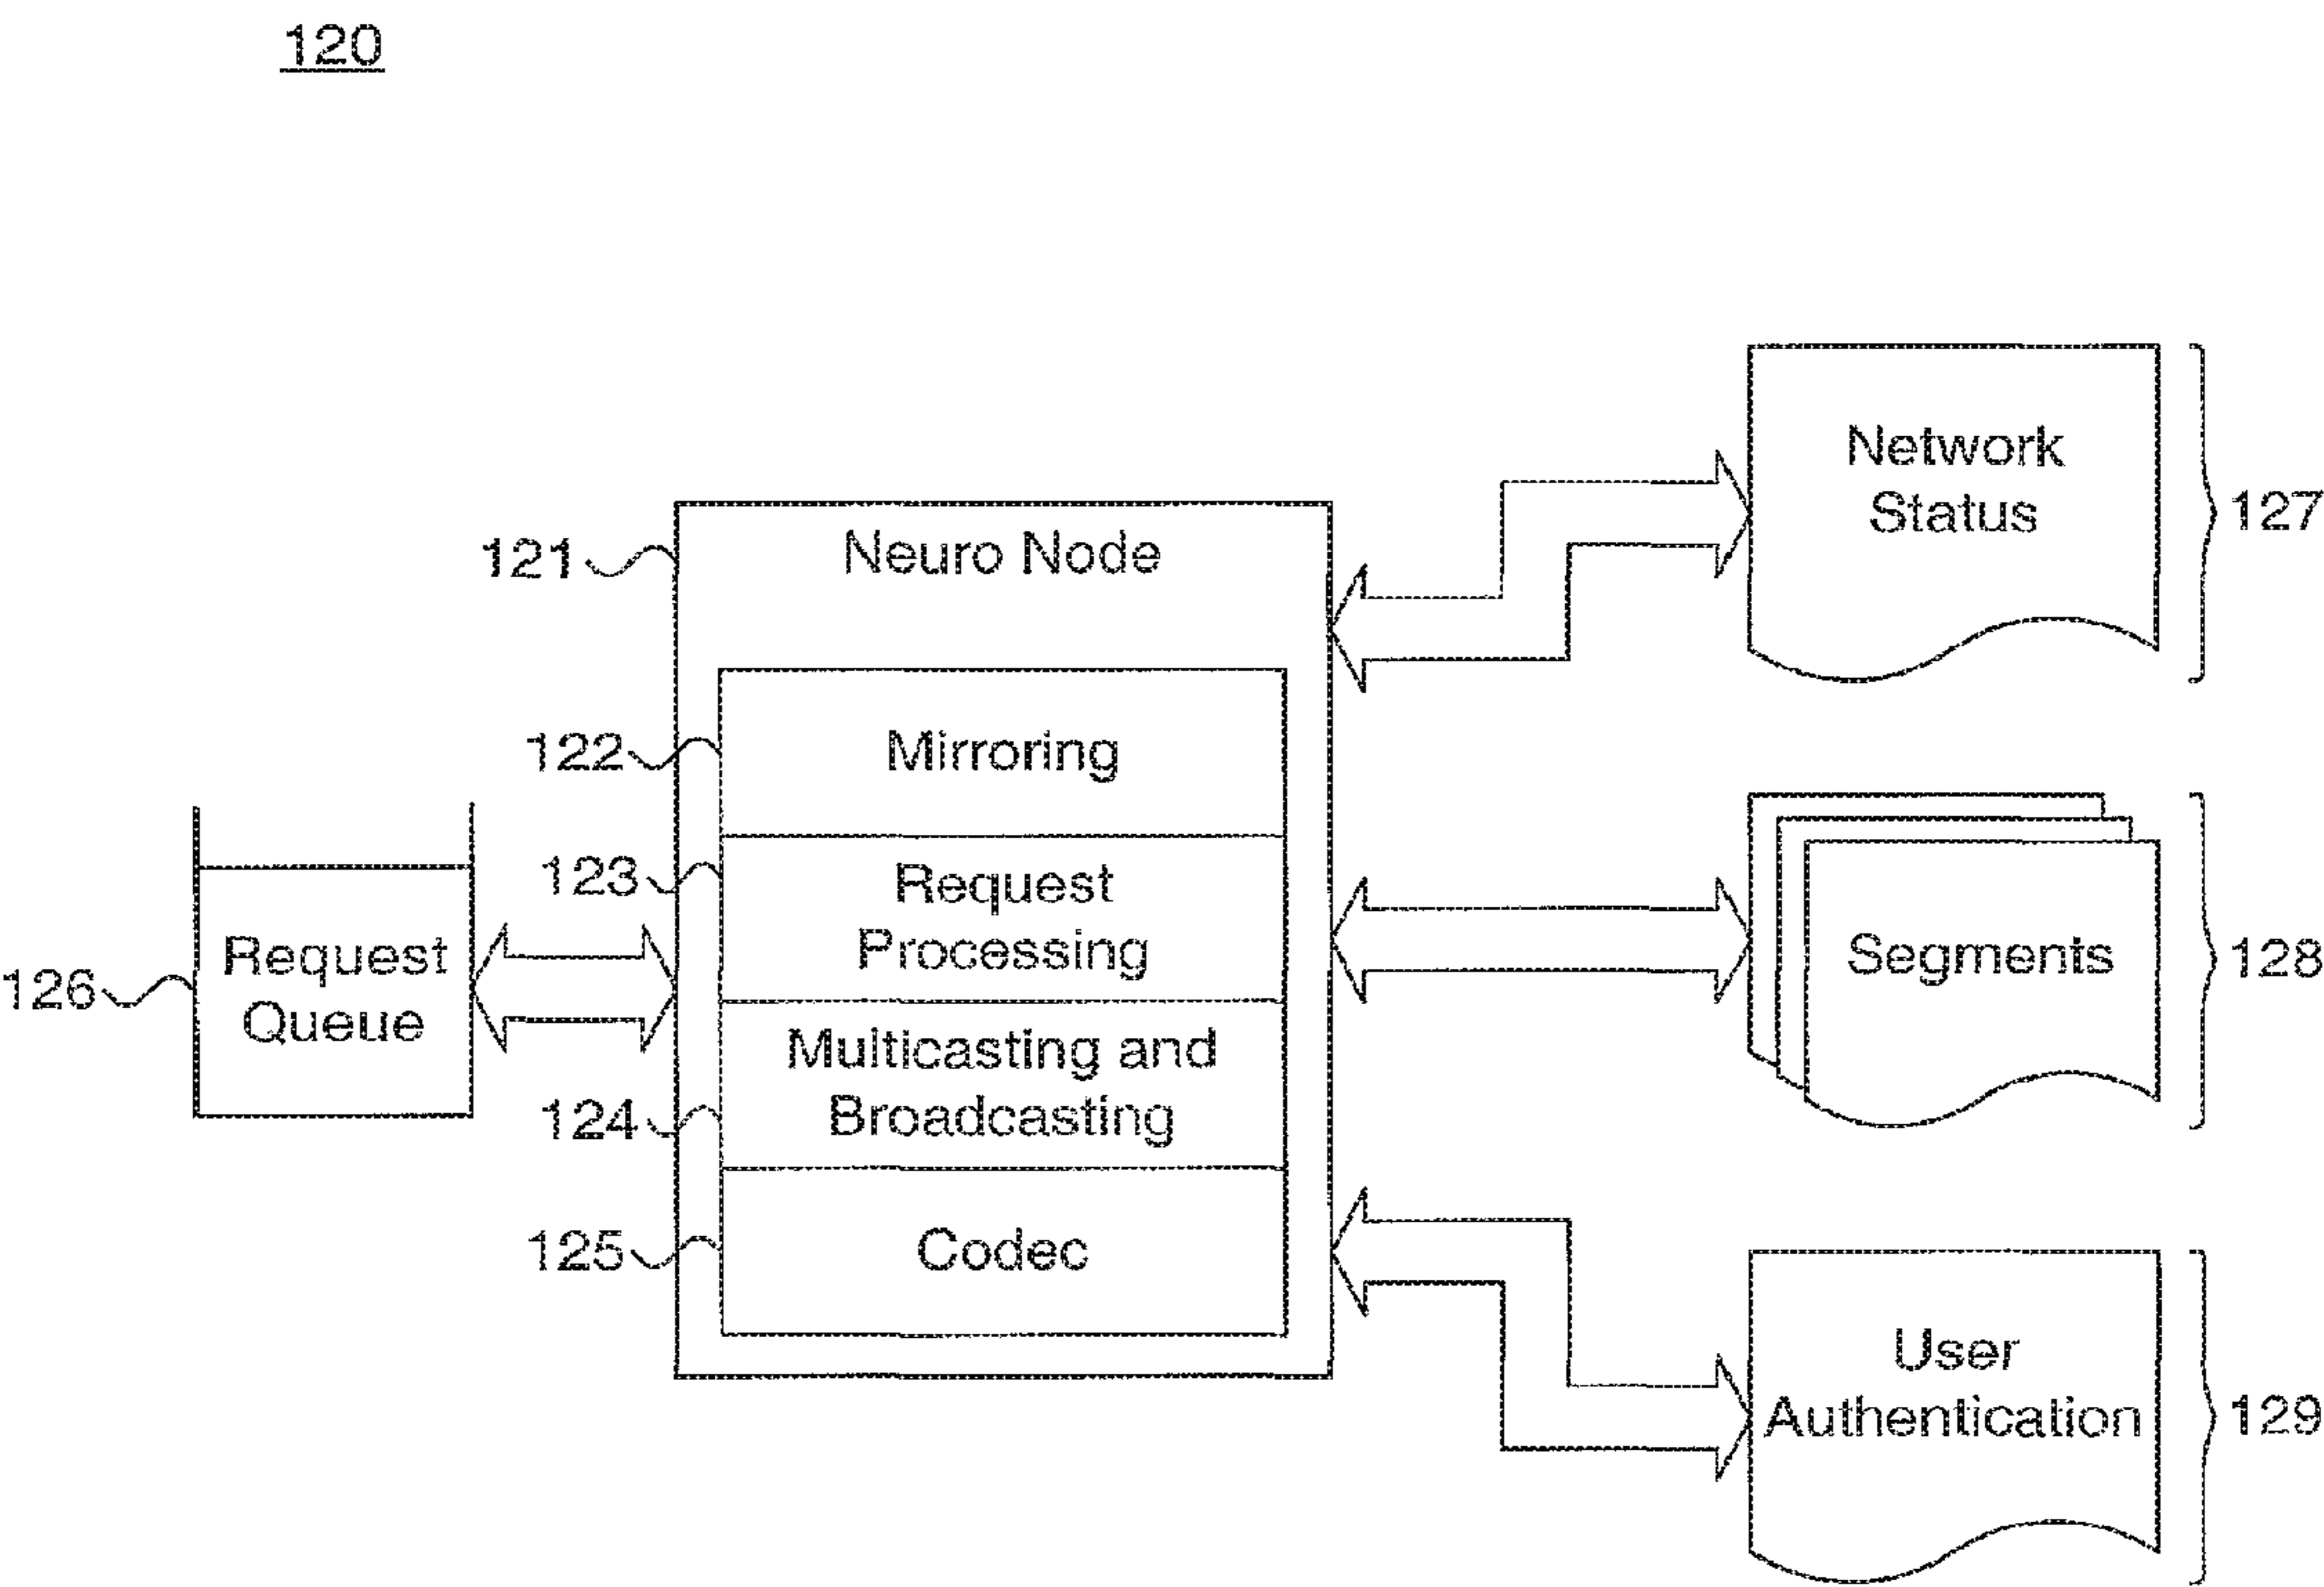 120
Network
Status
127
121
Neuro Node
122
Mirroring
123
Request
Processing
126
Request
Queue
Segments
128
124
Multicasting and
Broadcasting
125
Codec
User
Authentication
129